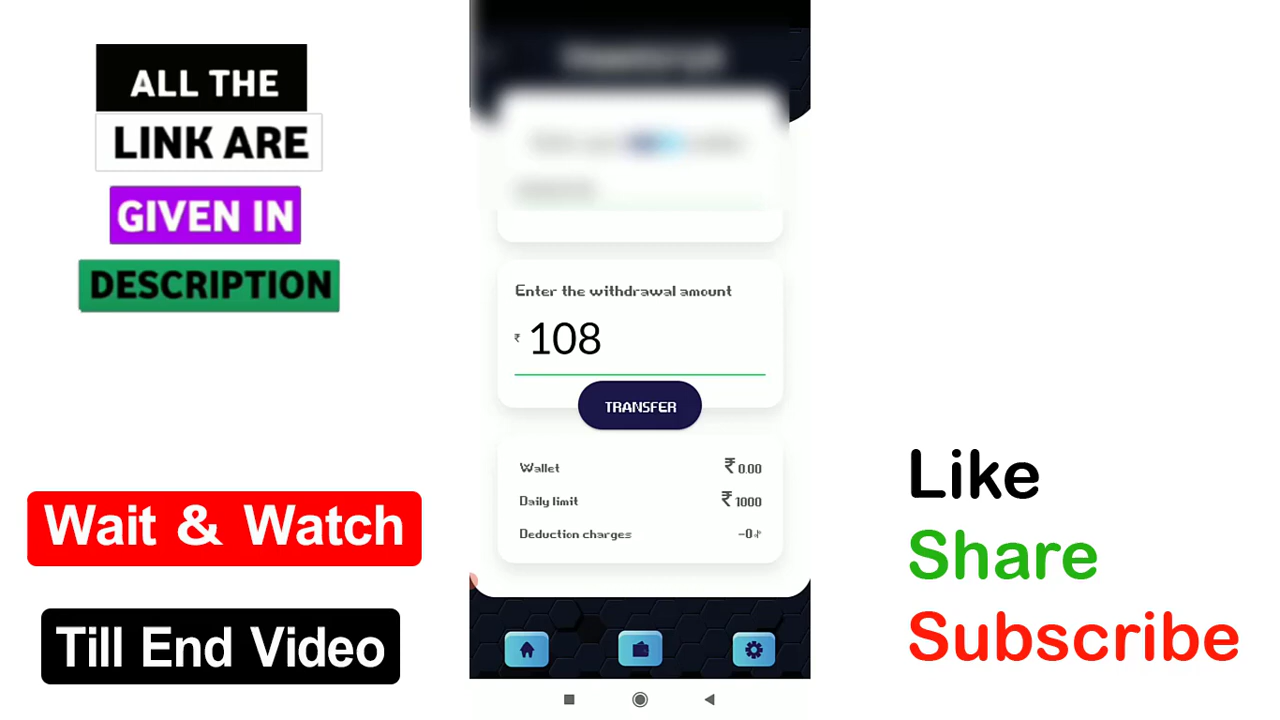 ALL THE
LINK ARE
GIVEN IN
DESCRIPTION
Wait & Watch
Till End Video
Enter the withdrawal amount
₹ 108
TRANSFER
Wallet ₹ 0.00
Daily limit ₹ 1000
Deduction charges -0
Like
Share
Subscribe